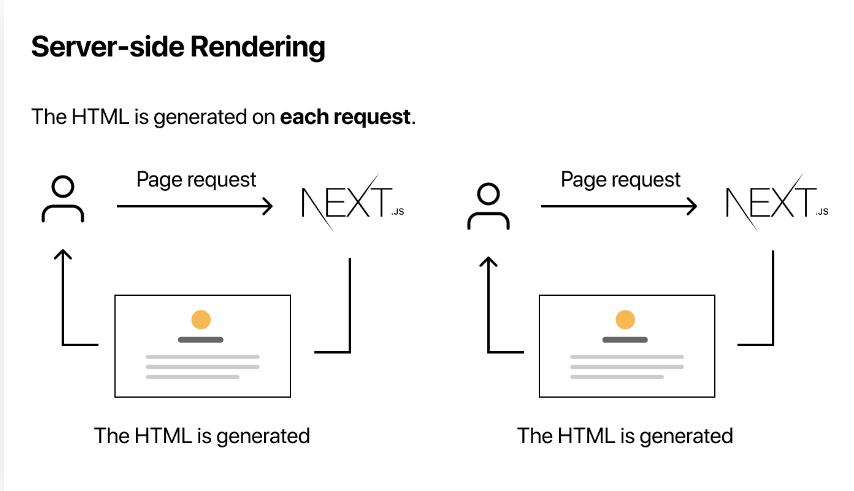 Server-side Rendering
The HTML is generated on each request.
Page request
NEXT.JS
Page request
NEXT.JS
The HTML is generated
The HTML is generated